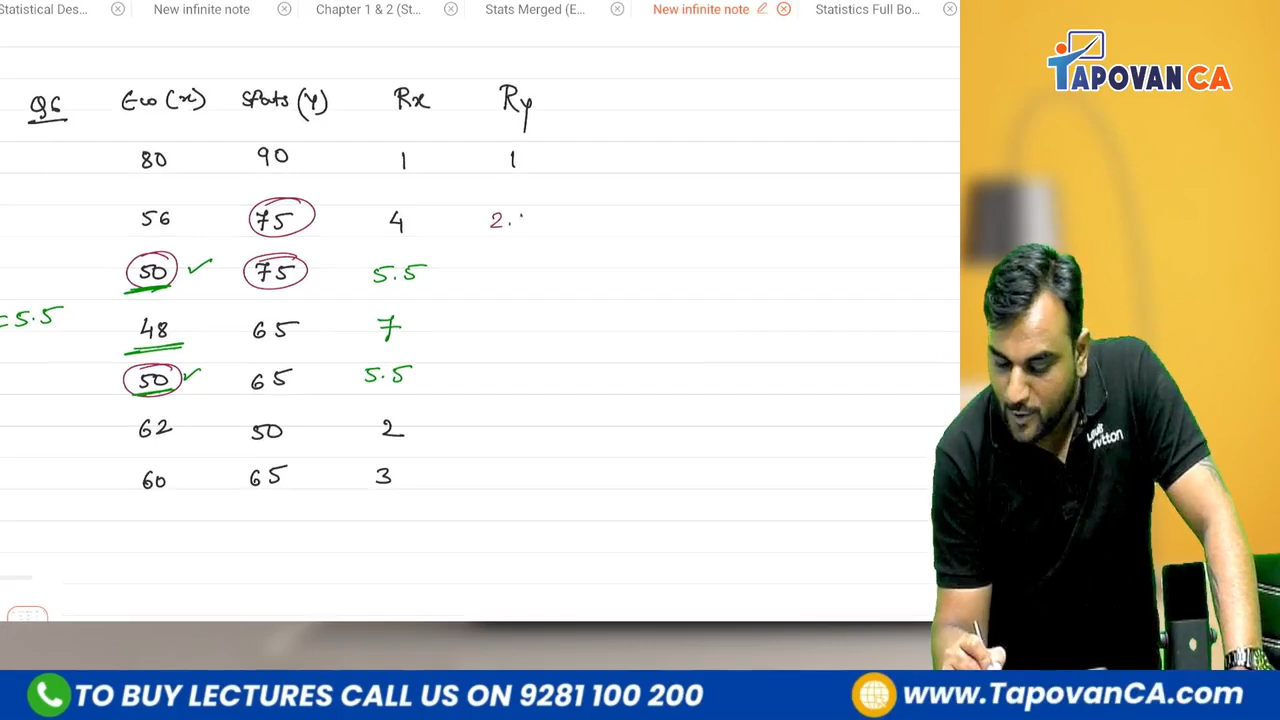 Statistical Des...
New infinite note
Chapter 1 & 2 (St...
Stats Merged (E...
New infinite note
Statistics Full Bo...
TAPOVAN CA
Q6 Eco (x) Stats (y) Rx Ry
80 90 1 1
56 75 4 2.
50 ✓ 75 5.5
= 5.5
48 65 7
50 ✓ 65 5.5
62 50 2
60 65 3
Louis
Vuitton
TO BUY LECTURES CALL US ON 9281 100 200
www.TapovanCA.com